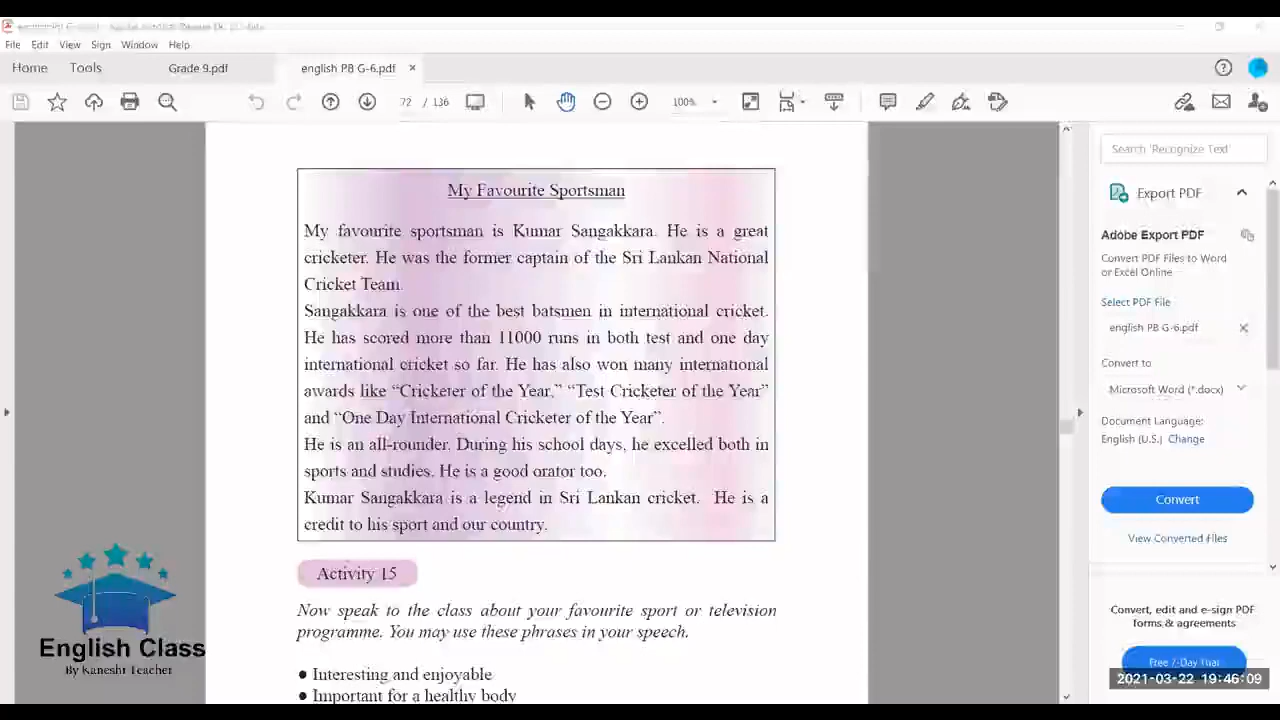 File Edit View Sign Window Help
Home Tools Grade 9.pdf english PB G-6.pdf ×
72 / 136 100%
Search 'Recognize Text'
Export PDF
Adobe Export PDF
Convert PDF Files to Word
or Excel Online
Select PDF File
english PB G-6.pdf
Convert to
Microsoft Word (*.docx)
Document Language:
English (U.S.) Change
Convert
View Converted Files
Convert, edit and e-sign PDF
forms & agreements
Free 7-Day Trial
2021-03-22 19:46:09
My Favourite Sportsman
My favourite sportsman is Kumar Sangakkara. He is a great
cricketer. He was the former captain of the Sri Lankan National
Cricket Team.
Sangakkara is one of the best batsmen in international cricket.
He has scored more than 11000 runs in both test and one day
international cricket so far. He has also won many international
awards like “Cricketer of the Year,” “Test Cricketer of the Year”
and “One Day International Cricketer of the Year”.
He is an all-rounder. During his school days, he excelled both in
sports and studies. He is a good orator too.
Kumar Sangakkara is a legend in Sri Lankan cricket. He is a
credit to his sport and our country.
Activity 15
Now speak to the class about your favourite sport or television
programme. You may use these phrases in your speech.
● Interesting and enjoyable
● Important for a healthy body
English Class
By Kanesht Teacher